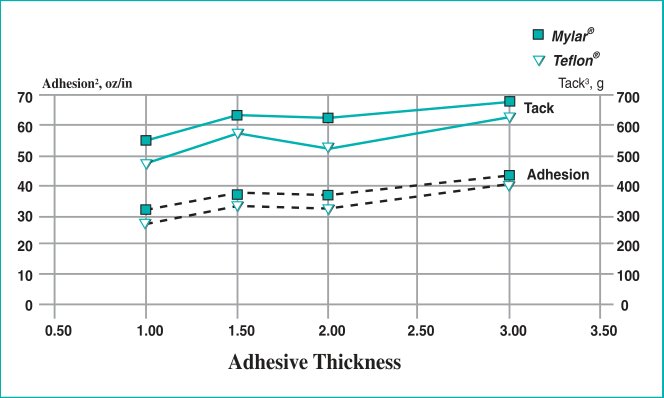 Mylar®
Teflon®
Adhesion², oz/in
Tack³, g
70
700
Tack
60
600
50
500
Adhesion
40
400
30
300
20
200
10
100
0
0
0.50 1.00 1.50 2.00 2.50 3.00 3.50
Adhesive Thickness